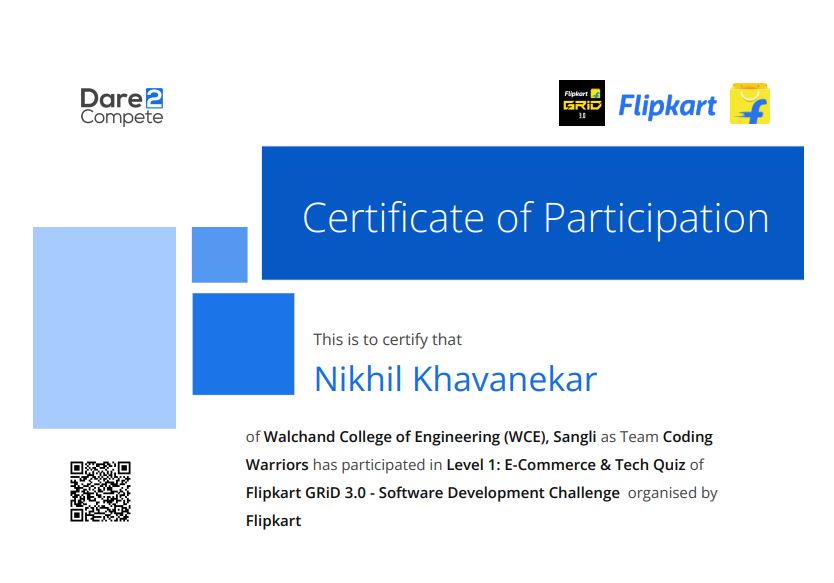 Dare2
Compete
Flipkart
GRiD
3.0
Flipkart
Certificate of Participation
This is to certify that
Nikhil Khavanekar
of Walchand College of Engineering (WCE), Sangli as Team Coding
Warriors has participated in Level 1: E-Commerce & Tech Quiz of
Flipkart GRiD 3.0 - Software Development Challenge organised by
Flipkart